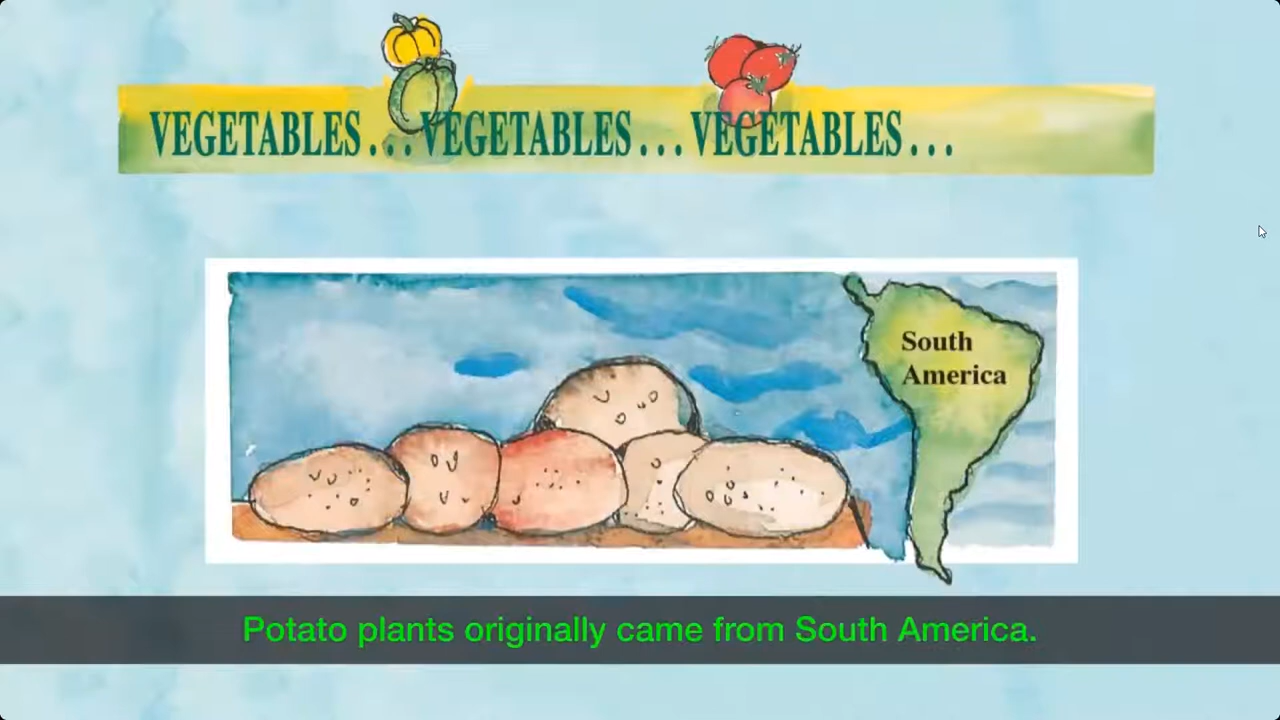 VEGETABLES...VEGETABLES...VEGETABLES...
South
America
Potato plants originally came from South America.